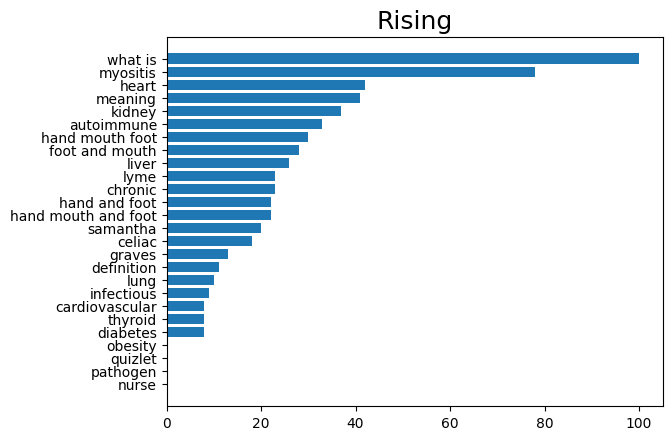 Rising
what is
myositis
heart
meaning
kidney
autoimmune
hand mouth foot
foot and mouth
liver
lyme
chronic
hand and foot
hand mouth and foot
samantha
celiac
graves
definition
lung
infectious
cardiovascular
thyroid
diabetes
obesity
quizlet
pathogen
nurse
0 20 40 60 80 100